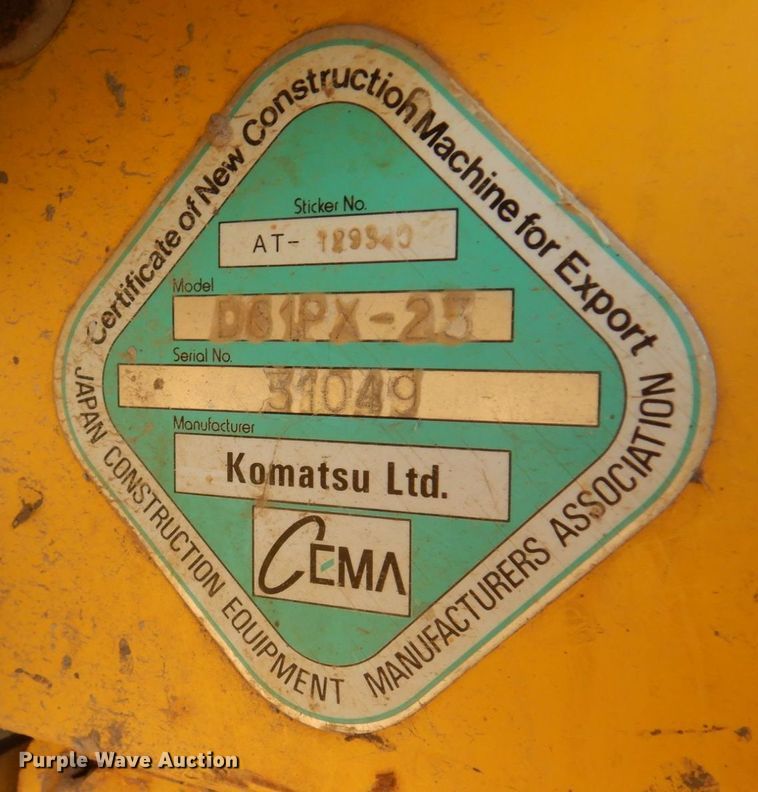 Certificate of New Construction Machine for Export
Sticker No.
AT-
Model
D61PX-23
Serial No.
31049
Manufacturer
Komatsu Ltd.
CEMA
JAPAN CONSTRUCTION EQUIPMENT MANUFACTURERS ASSOCIATION
Purple Wave Auction